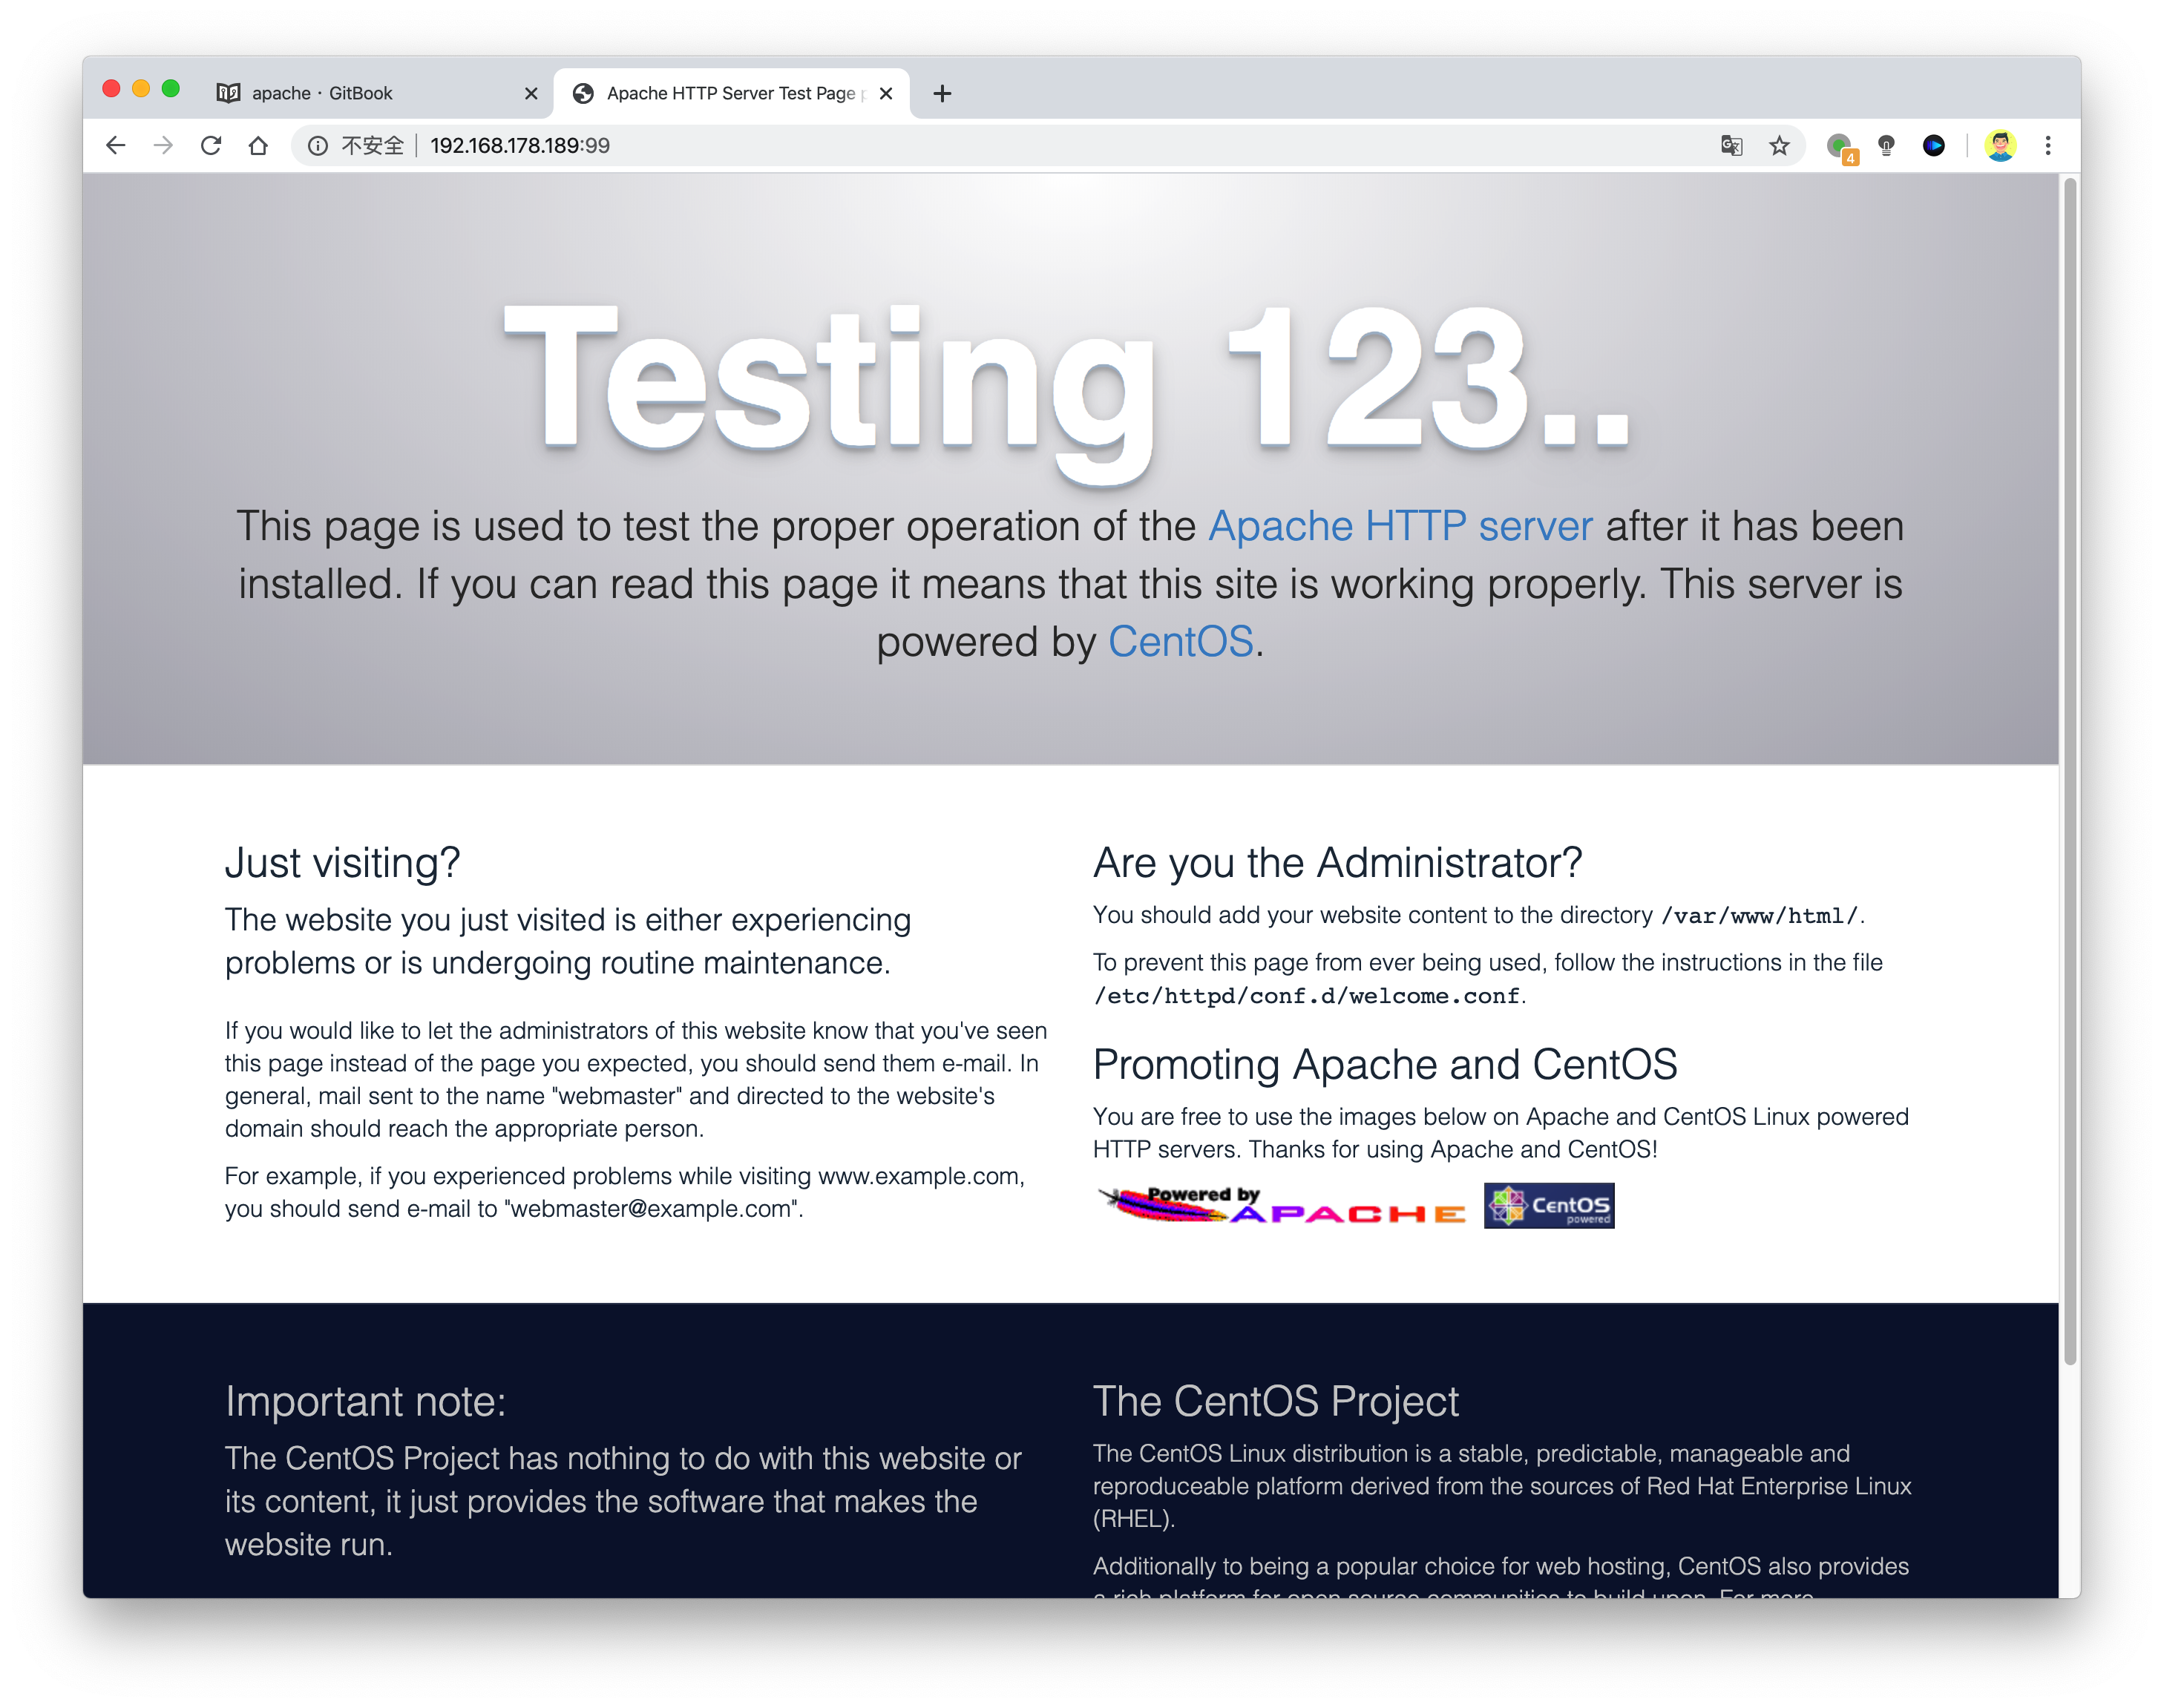 apache · GitBook
Apache HTTP Server Test Page
不安全 192.168.178.189:99
4
Testing 123..
This page is used to test the proper operation of the Apache HTTP server after it has been
installed. If you can read this page it means that this site is working properly. This server is
powered by CentOS.
Just visiting?
The website you just visited is either experiencing
problems or is undergoing routine maintenance.
If you would like to let the administrators of this website know that you've seen
this page instead of the page you expected, you should send them e-mail. In
general, mail sent to the name "webmaster" and directed to the website's
domain should reach the appropriate person.
For example, if you experienced problems while visiting www.example.com,
you should send e-mail to "webmaster@example.com".
Are you the Administrator?
You should add your website content to the directory /var/www/html/.
To prevent this page from ever being used, follow the instructions in the file
/etc/httpd/conf.d/welcome.conf.
Promoting Apache and CentOS
You are free to use the images below on Apache and CentOS Linux powered
HTTP servers. Thanks for using Apache and CentOS!
Powered by
APACHE
CentOS
powered
Important note:
The CentOS Project has nothing to do with this website or
its content, it just provides the software that makes the
website run.
The CentOS Project
The CentOS Linux distribution is a stable, predictable, manageable and
reproduceable platform derived from the sources of Red Hat Enterprise Linux
(RHEL).
Additionally to being a popular choice for web hosting, CentOS also provides
a rich platform for open source communities to build upon. For more